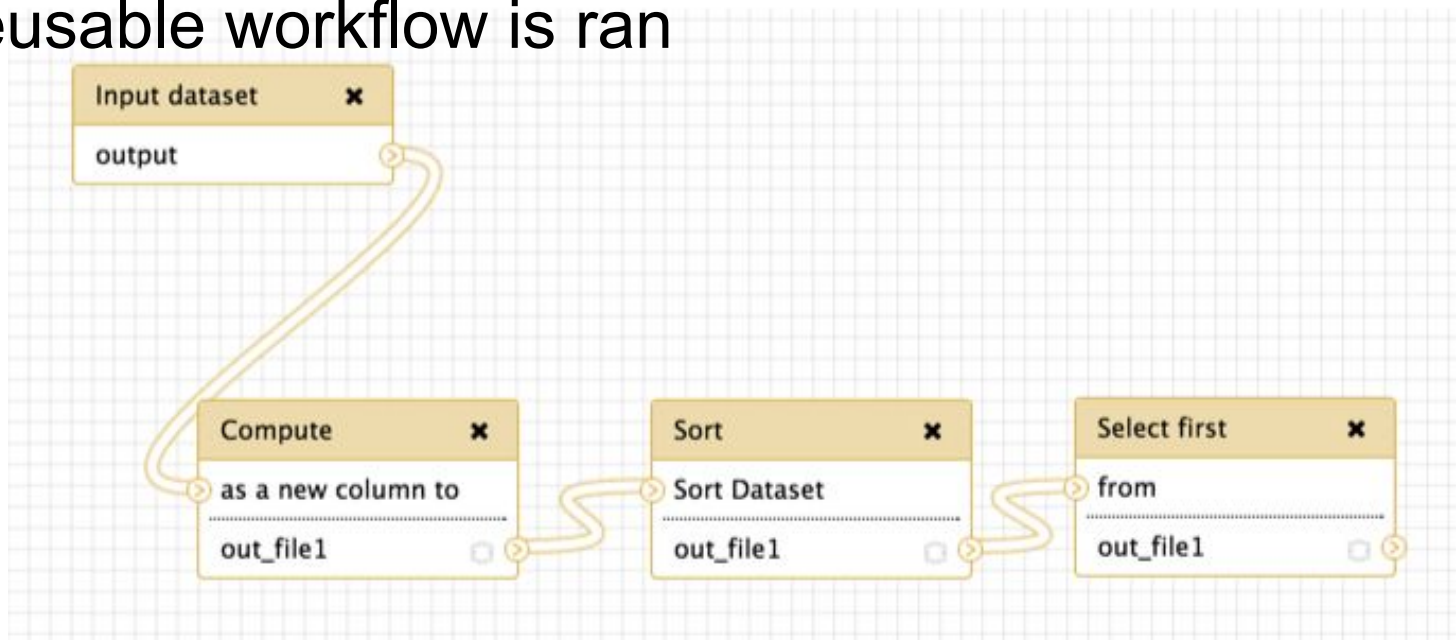 eusable workflow is ran
Input dataset
output
Compute
as a new column to
out_file1
Sort
Sort Dataset
out_file1
Select first
from
out_file1